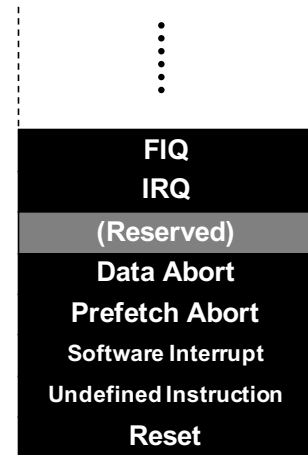 FIQ
IRQ
(Reserved)
Data Abort
Prefetch Abort
Software Interrupt
Undefined Instruction
Reset